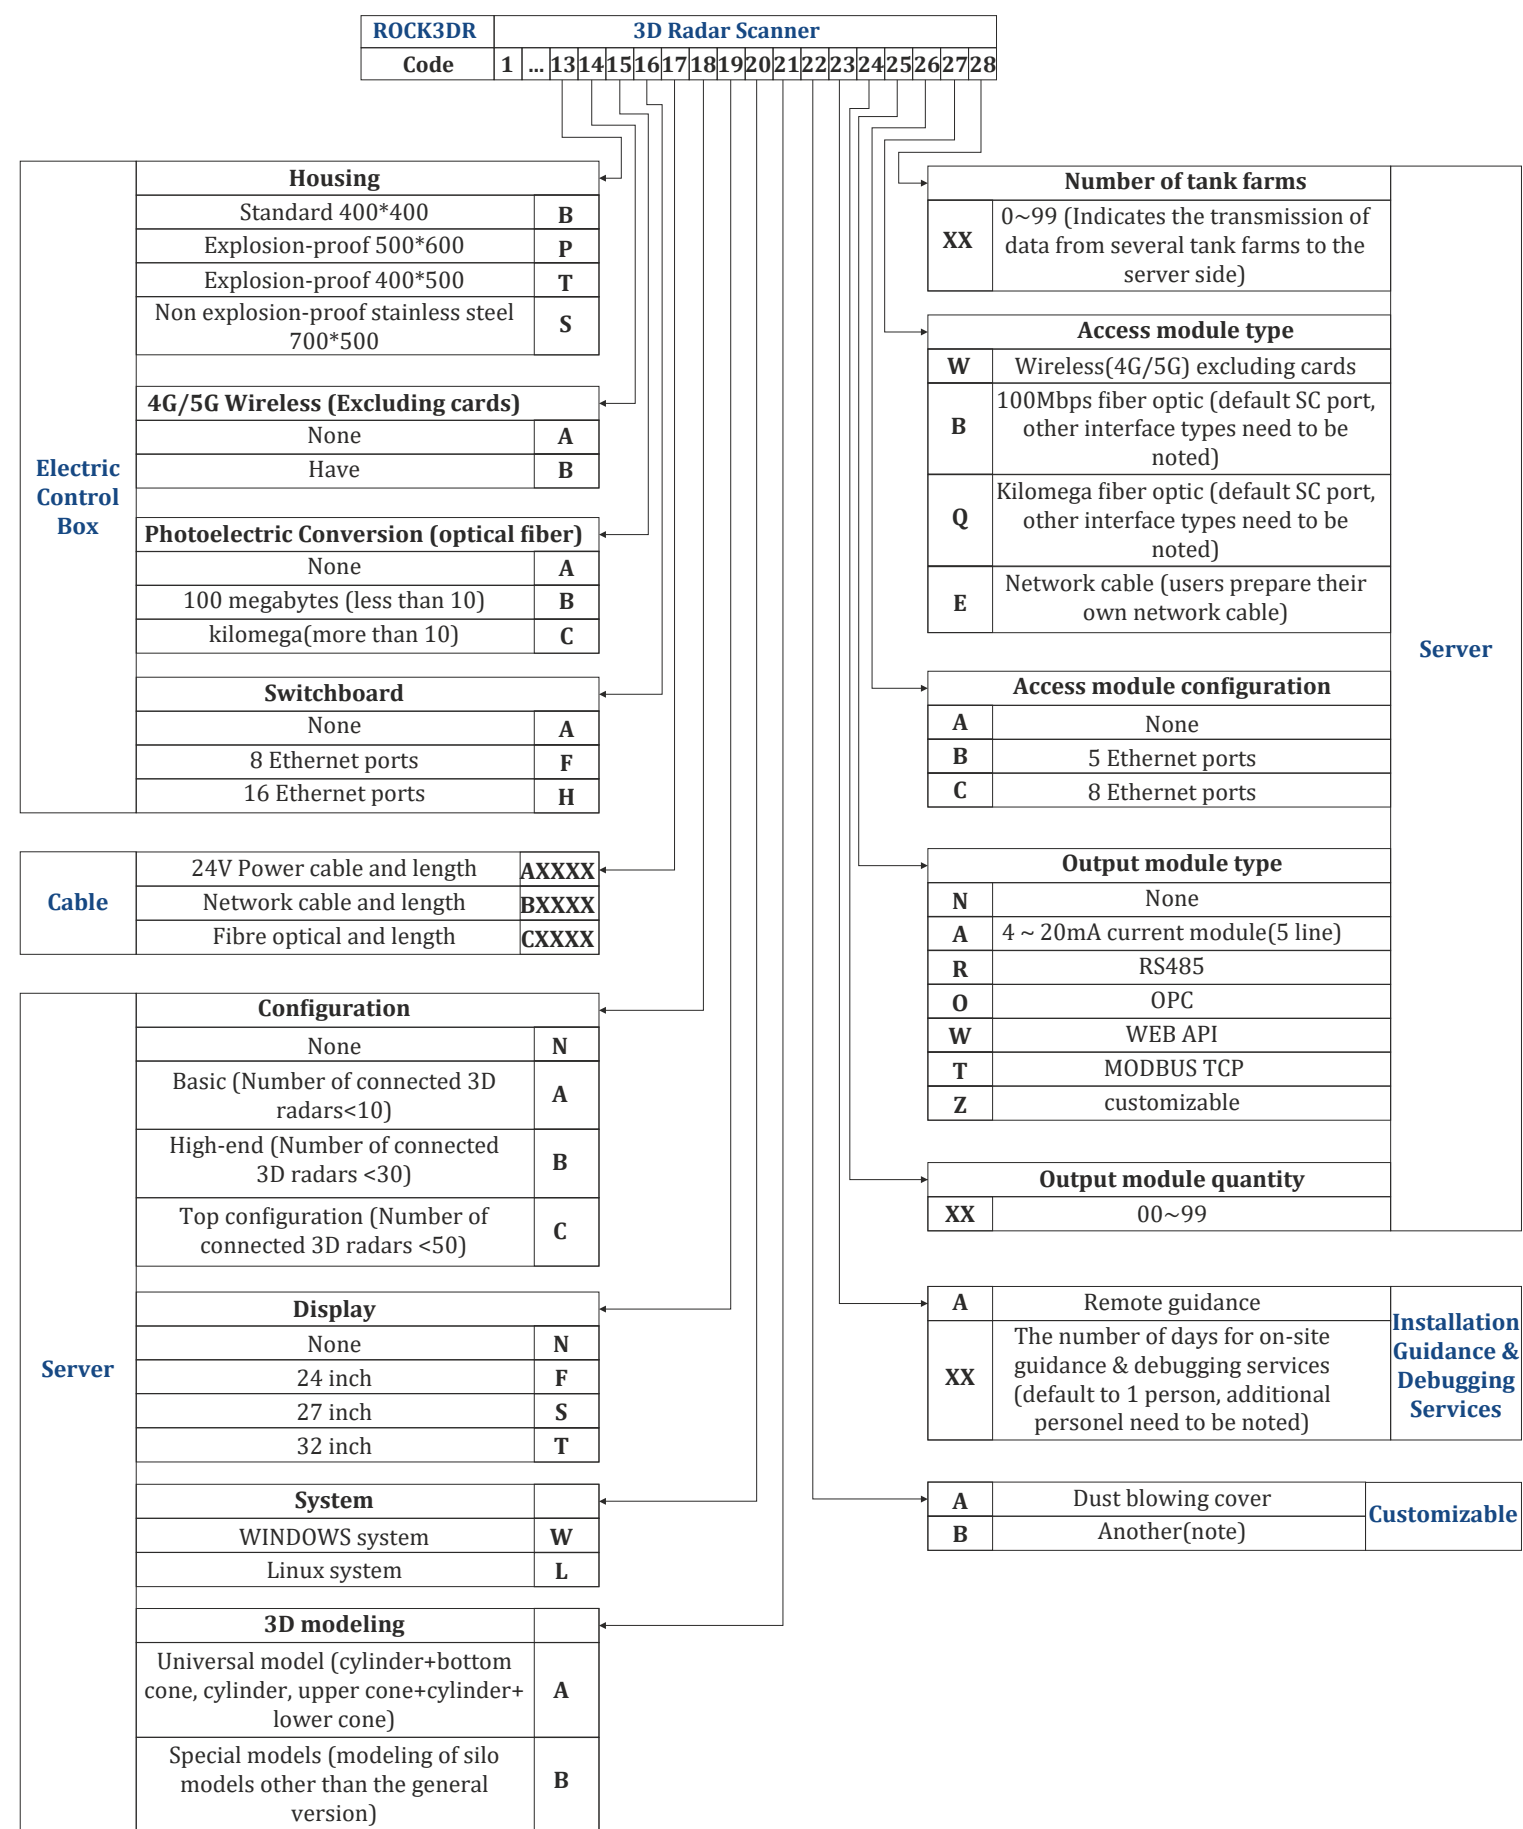 ROCK3DR 3D Radar Scanner
Code 1 ... 13 14 15 16 17 18 19 20 21 22 23 24 25 26 27 28
Electric
Control
Box
Housing
Standard 400*400 B
Explosion-proof 500*600 P
Explosion-proof 400*500 T
Non explosion-proof stainless steel
700*500
S
4G/5G Wireless (Excluding cards)
None A
Have B
Photoelectric Conversion (optical fiber)
None A
100 megabytes (less than 10) B
kilomega(more than 10) C
Switchboard
None A
8 Ethernet ports F
16 Ethernet ports H
Cable
24V Power cable and length AXXXX
Network cable and length BXXXX
Fibre optical and length CXXXX
Server
Configuration
None N
Basic (Number of connected 3D
radars<10)
A
High-end (Number of connected
3D radars <30)
B
Top configuration (Number of
connected 3D radars <50)
C
Display
None N
24 inch F
27 inch S
32 inch T
System
WINDOWS system W
Linux system L
3D modeling
Universal model (cylinder+bottom
cone, cylinder, upper cone+cylinder+
lower cone)
A
Special models (modeling of silo
models other than the general
version)
B
Number of tank farms
XX
0~99 (Indicates the transmission of
data from several tank farms to the
server side)
Access module type
W Wireless(4G/5G) excluding cards
B
100Mbps fiber optic (default SC port,
other interface types need to be
noted)
Q
Kilomega fiber optic (default SC port,
other interface types need to be
noted)
E
Network cable (users prepare their
own network cable)
Server
Access module configuration
A None
B 5 Ethernet ports
C 8 Ethernet ports
Output module type
N None
A 4 ~ 20mA current module(5 line)
R RS485
O OPC
W WEB API
T MODBUS TCP
Z customizable
Output module quantity
XX 00~99
A Remote guidance
XX
The number of days for on-site
guidance & debugging services
(default to 1 person, additional
personel need to be noted)
Installation
Guidance &
Debugging
Services
A Dust blowing cover
B Another(note)
Customizable